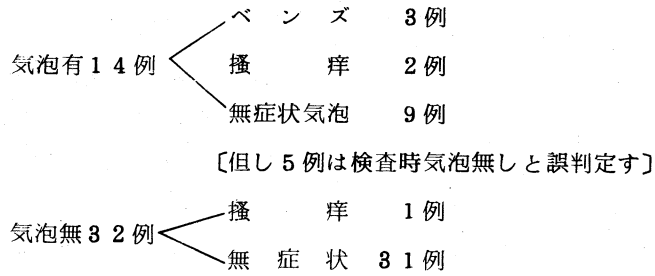 ベンズ 3例
気泡有14例 搔痒 2例
無症状気泡 9例
〔但し5例は検査時気泡無しと誤判定す〕
搔痒 1例
気泡無32例
無症状 31例